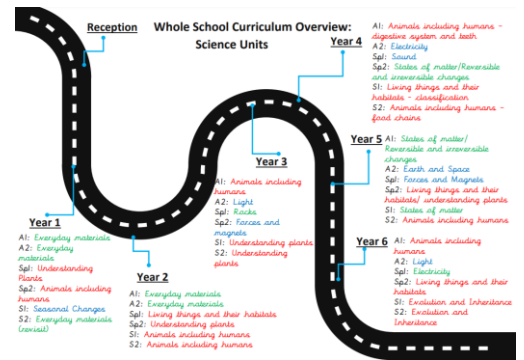 Reception
Whole School Curriculum Overview:
Science Units
Year 4
A1: Animals including humans -
digestive system and teeth
A2: Electricity
Sp1: Sound
Sp2: States of matter/Reversible
and irreversible changes
S1: Living things and their
habitats - classification
S2: Animals including humans -
food chains
Year 5
A1: States of matter/
Reversible and irreversible
changes
A2: Earth and Space
Sp1: Forces and Magnets
Sp2: Living things and their
habitats/ understanding plants
S1: States of matter
S2: Animals including humans
Year 3
A1: Animals including
humans
A2: Light
Sp1: Rocks
Sp2: Forces and
magnets
S1: Understanding plants
S2: Understanding
plants
Year 1
A1: Everyday materials
A2: Everyday
materials
Sp1: Understanding
Plants
Sp2: Animals including
humans
S1: Seasonal Changes
S2: Everyday materials
(revisit)
Year 2
A1: Everyday materials
A2: Everyday materials
Sp1: Living things and their habitats
Sp2: Understanding plants
S1: Animals including humans
S2: Animals including humans
Year 6
A1: Animals including
humans
A2: Light
Sp1: Electricity
Sp2: Living things and their
habitats
S1: Evolution and Inheritance
S2: Evolution and
Inheritance